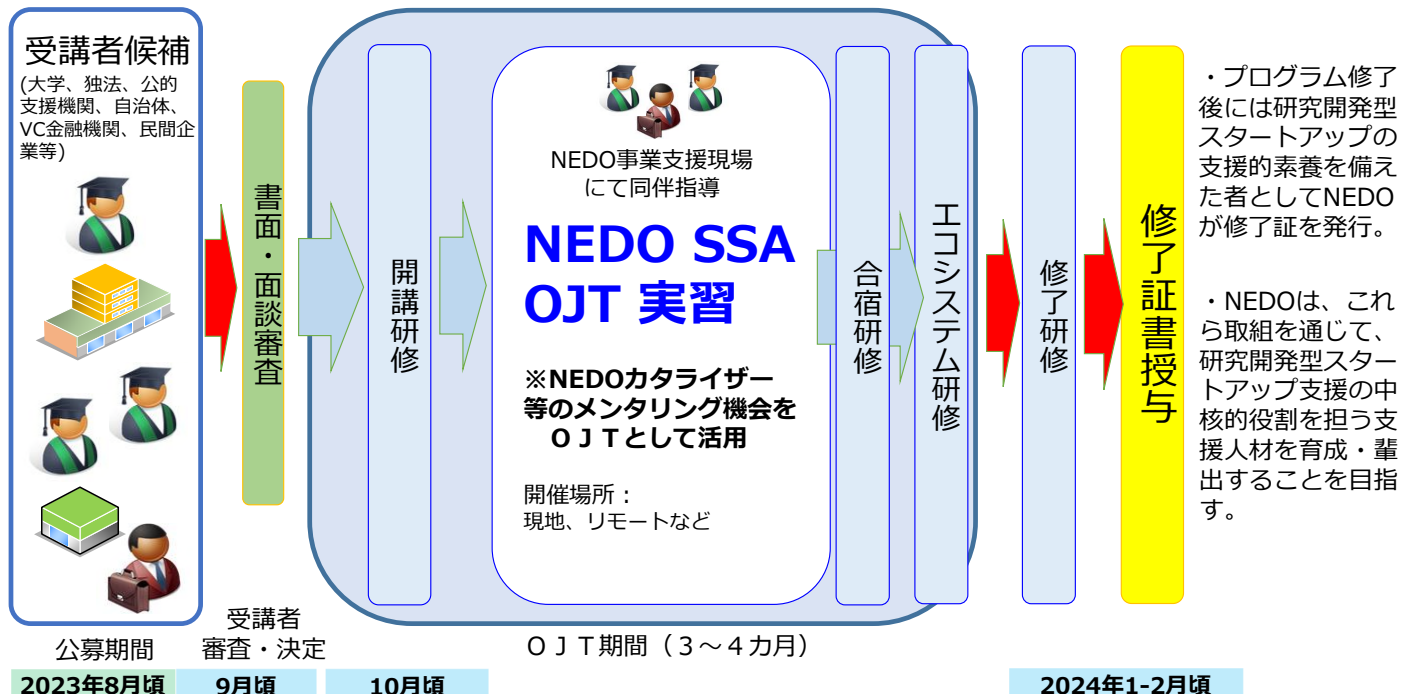 受講者候補
(大学、独法、公的
支援機関、自治体、
VC金融機関、民間企
業等)
書面・面談審査
開講研修
NEDO事業支援現場
にて同伴指導
NEDO SSA
OJT 実習
※NEDOカタライザー
等のメンタリング機会を
ＯＪＴとして活用
開催場所：
現地、リモートなど
合宿研修
エコシステム研修
修了研修
修了証書授与
・プログラム修了
後には研究開発型
スタートアップの
支援的素養を備え
た者としてNEDO
が修了証を発行。
・NEDOは、これ
ら取組を通じて、
研究開発型スター
トアップ支援の中
核的役割を担う支
援人材を育成・輩
出することを目指
す。
公募期間
受講者
審査・決定
ＯＪＴ期間（３～４カ月）
2023年8月頃
9月頃
10月頃
2024年1-2月頃